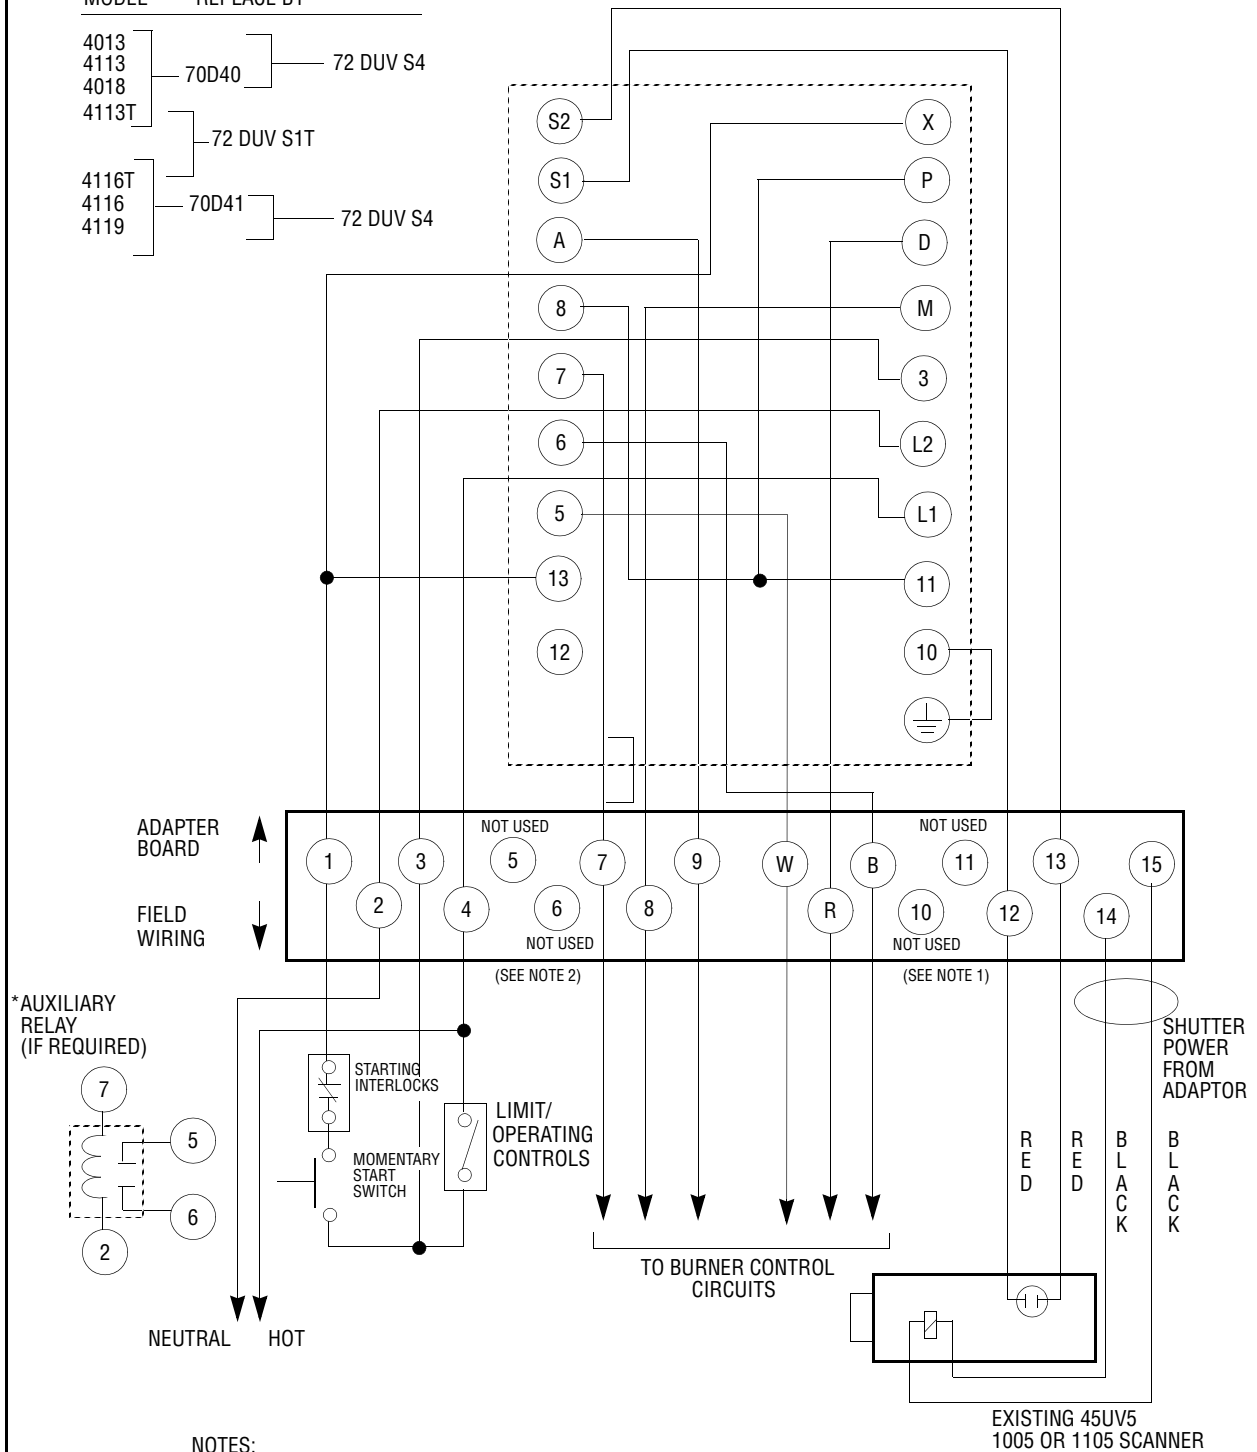 MODEL REPLACE BY
4013
4113
4018
4113T
70D40
72 DUV S4
72 DUV S1T
4116T
4116
4119
70D41
72 DUV S4
S2
X
S1
P
A
D
8
M
7
3
6
L2
5
L1
13
11
12
10
ADAPTER
BOARD
FIELD
WIRING
NOT USED
NOT USED
1
3
5
7
9
W
B
11
13
15
2
4
6
8
R
10
12
14
NOT USED
NOT USED
(SEE NOTE 2)
(SEE NOTE 1)
*AUXILIARY
RELAY
(IF REQUIRED)
7
5
6
2
STARTING
INTERLOCKS
MOMENTARY
START
SWITCH
LIMIT/
OPERATING
CONTROLS
SHUTTER
POWER
FROM
ADAPTOR
RED
RED
BLACK
BLACK
TO BURNER CONTROL
CIRCUITS
NEUTRAL
HOT
EXISTING 45UV5
1005 OR 1105 SCANNER
NOTES: